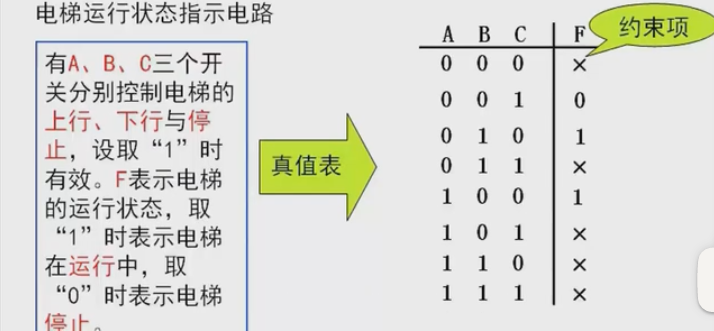 电梯运行状态指示电路
有A、B、C三个开
关分别控制电梯的
上行、下行与停
止，设取“1”时
有效。F表示电梯
的运行状态，取
“1”时表示电梯
在运行中，取
“0”时表示电梯
停止。
真值表
约束项
A B C F
0 0 0 ×
0 0 1 0
0 1 0 1
0 1 1 ×
1 0 0 1
1 0 1 ×
1 1 0 ×
1 1 1 ×